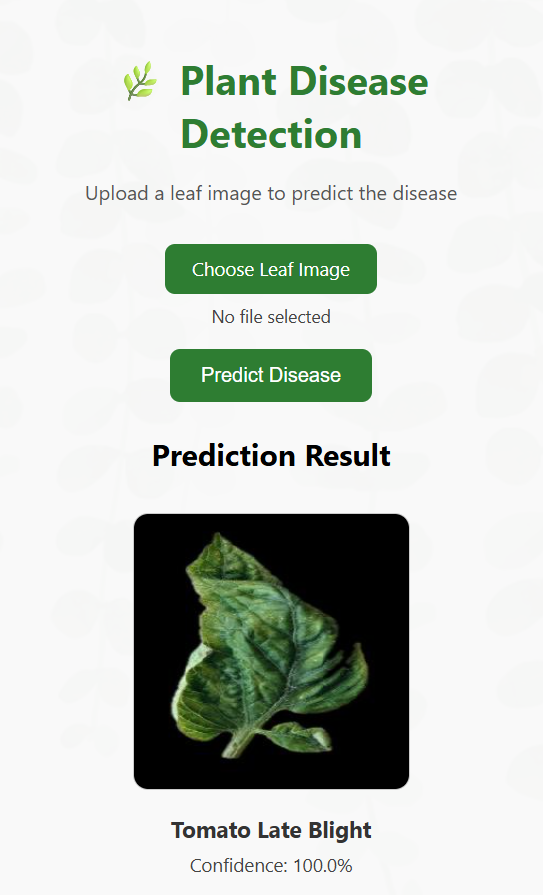 Plant Disease
Detection
Upload a leaf image to predict the disease
Choose Leaf Image
No file selected
Predict Disease
Prediction Result
Tomato Late Blight
Confidence: 100.0%